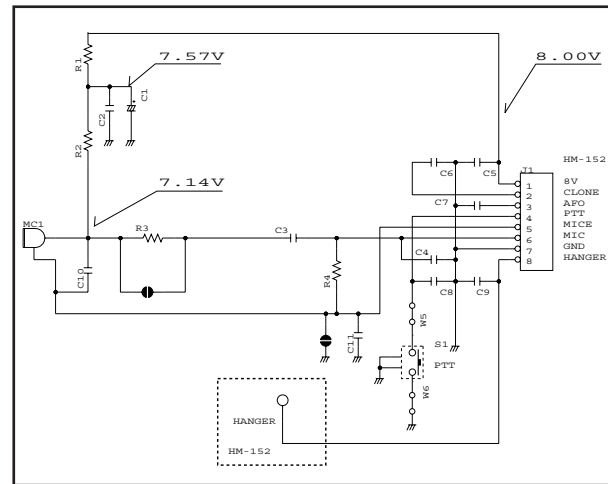 7.57V
8.00V
R1
C2
C1
R2
7.14V
MC1
R3
C10
C3
R4
C11
C6
C5
C7
C4
C8
C9
HM-152
J1
1 8V
2 CLONE
3 AFO
4 PTT
5 MICE
6 MIC
7 GND
8 HANGER
W5
S1
PTT
W6
HANGER
HM-152